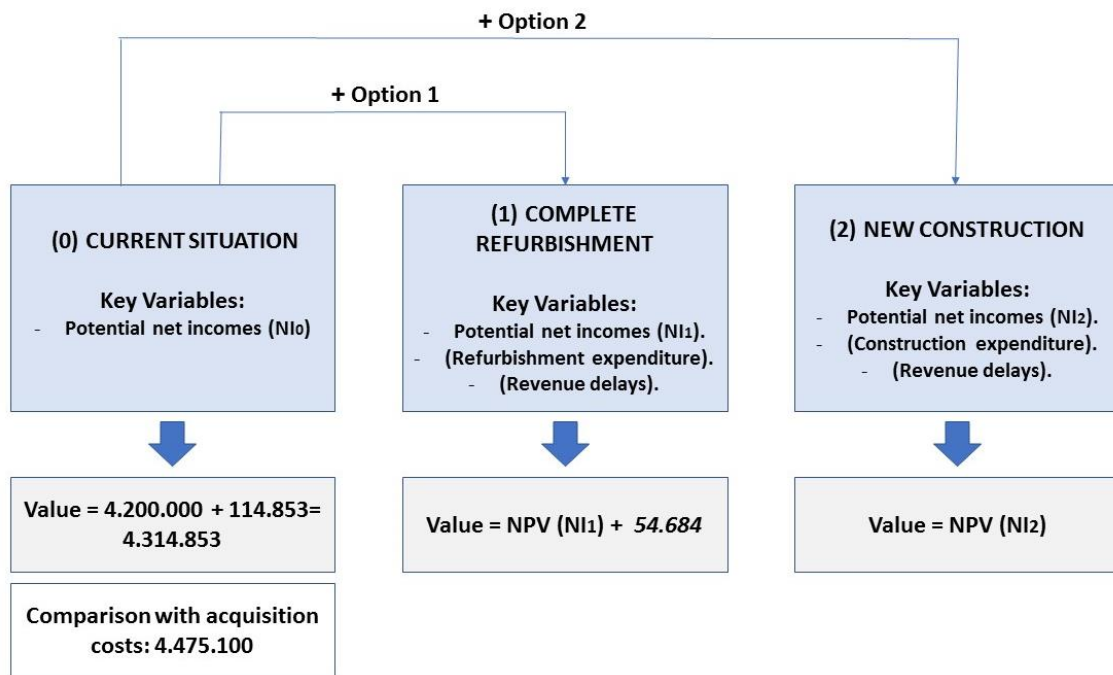 + Option 2
+ Option 1
(0) CURRENT SITUATION
Key Variables:
- Potential net incomes (NI0)
(1) COMPLETE
REFURBISHMENT
Key Variables:
- Potential net incomes (NI1).
- (Refurbishment expenditure).
- (Revenue delays).
(2) NEW CONSTRUCTION
Key Variables:
- Potential net incomes (NI2).
- (Construction expenditure).
- (Revenue delays).
Value = 4.200.000 + 114.853=
4.314.853
Value = NPV (NI1) + 54.684
Value = NPV (NI2)
Comparison with acquisition
costs: 4.475.100